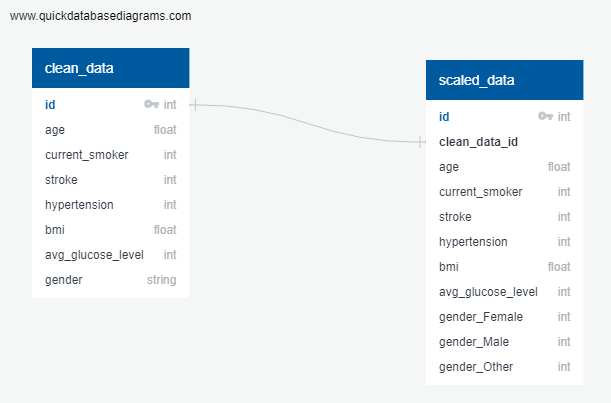 www.quickdatabasediagrams.com
clean_data
id int
age float
current_smoker int
stroke int
hypertension int
bmi float
avg_glucose_level int
gender string
scaled_data
id int
clean_data_id
age float
current_smoker int
stroke int
hypertension int
bmi float
avg_glucose_level int
gender_Female int
gender_Male int
gender_Other int